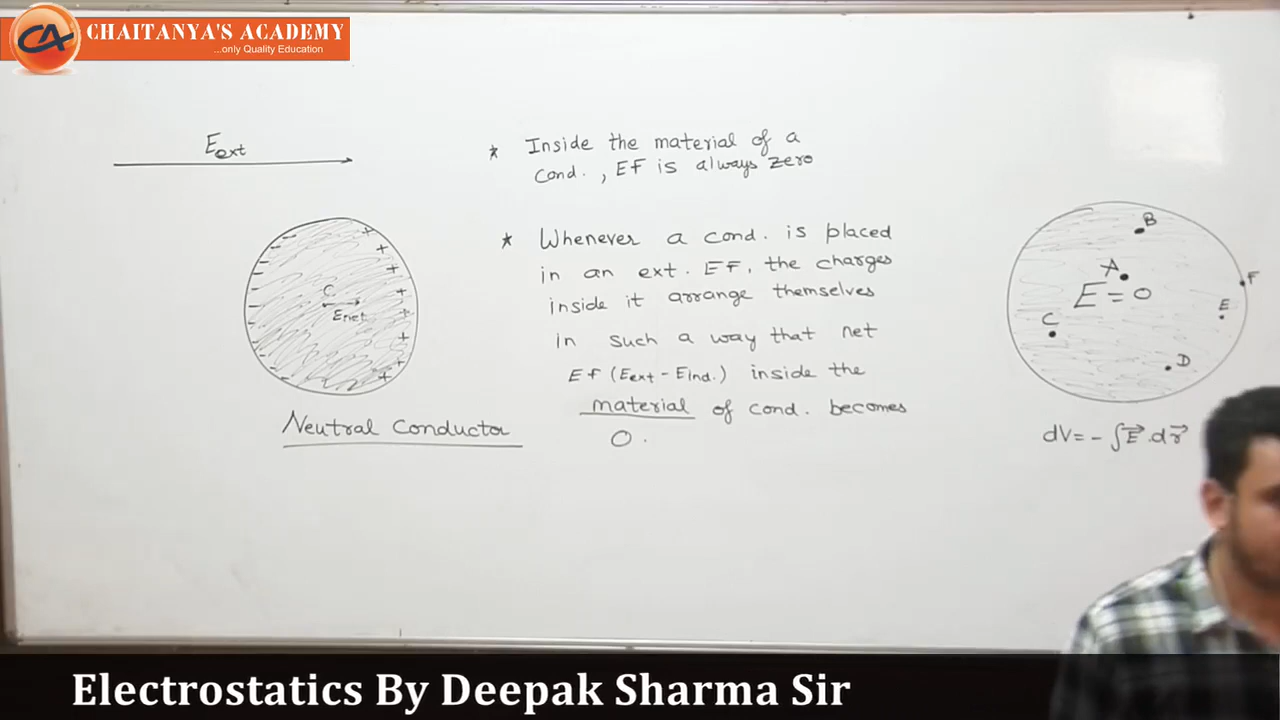 CHAITANYA'S ACADEMY
...only Quality Education
CA
Eext
C
Enet
Neutral Conductor
* Inside the material of a
Cond. , EF is always zero
* Whenever a cond. is placed
in an ext. EF, the charges
inside it arrange themselves
in such a way that net
EF (Eext - Eind.) inside the
material of cond. becomes
0.
B
A
F
E = 0
E
C
D
dV = - ∫E⃗.dr⃗
Electrostatics By Deepak Sharma Sir